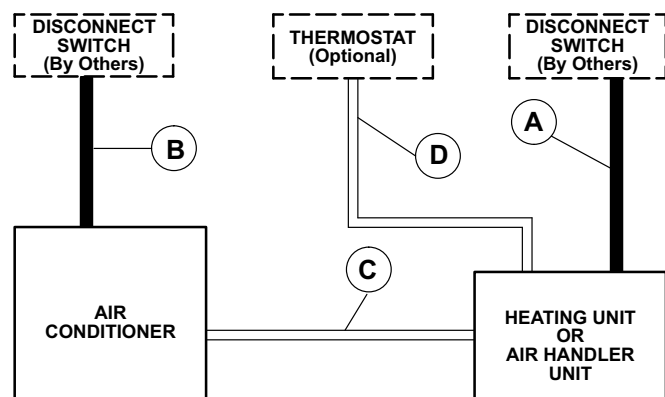 DISCONNECT
SWITCH
(By Others)
THERMOSTAT
(Optional)
DISCONNECT
SWITCH
(By Others)
A
B
D
C
AIR
CONDITIONER
HEATING UNIT
OR
AIR HANDLER
UNIT